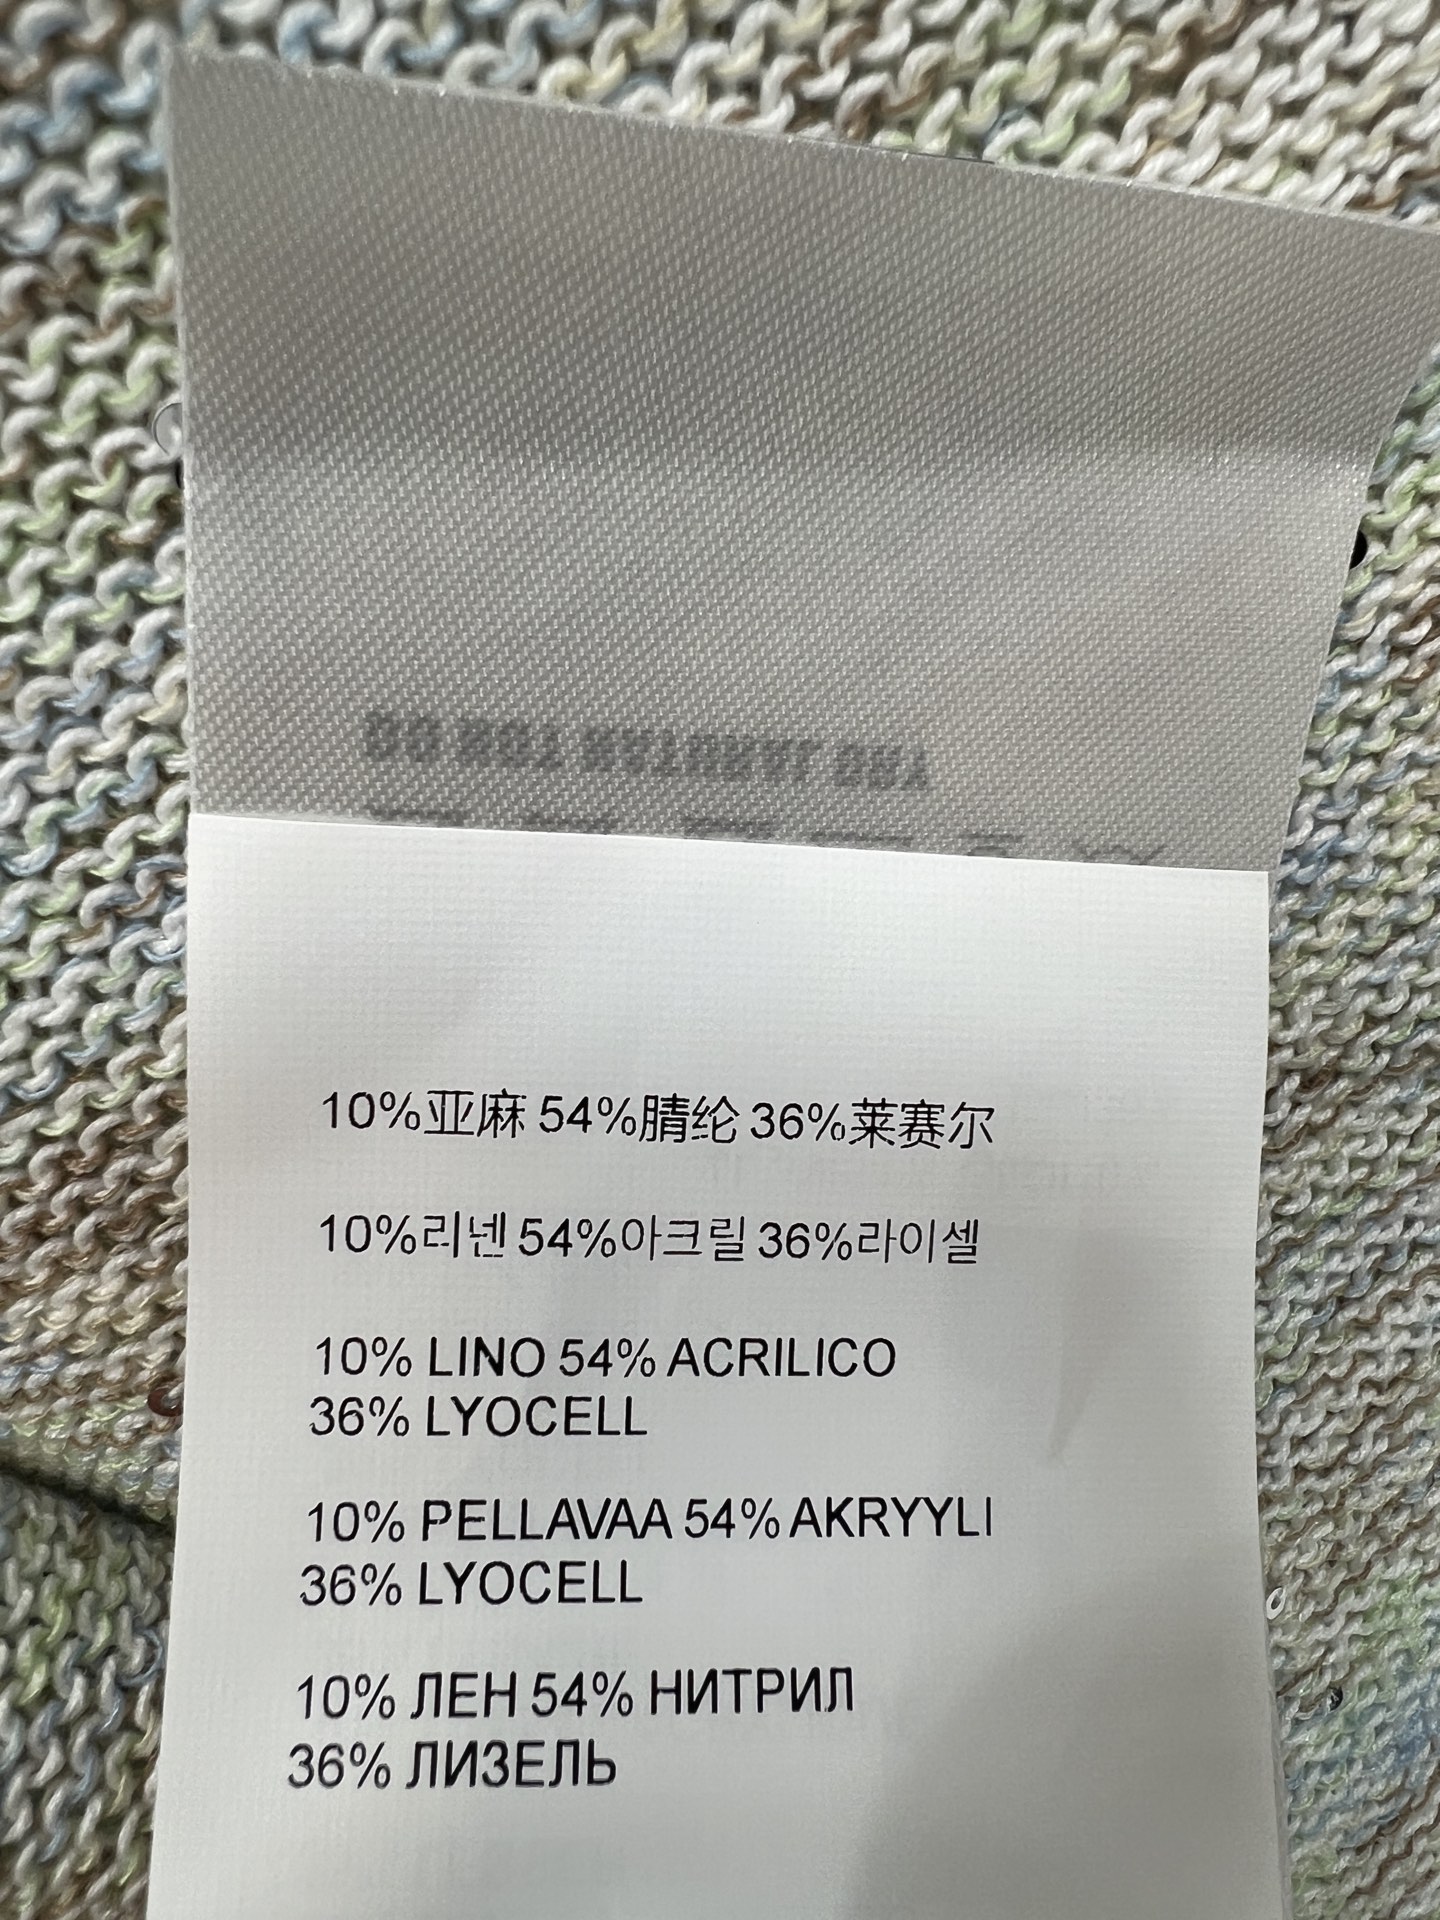 10%亚麻 54%腈纶 36%莱赛尔
10%리넨 54%아크릴 36%라이셀
10% LINO 54% ACRILICO
36% LYOCELL
10% PELLAVAA 54% AKRYYLI
36% LYOCELL
10% ЛЕН 54% НИТРИЛ
36% ЛИЗЕЛЬ